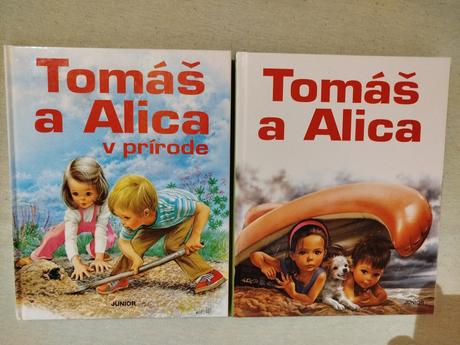 Tomáš
a Alica
v prírode
JUNIOR
Tomáš
a Alica
JUNIOR